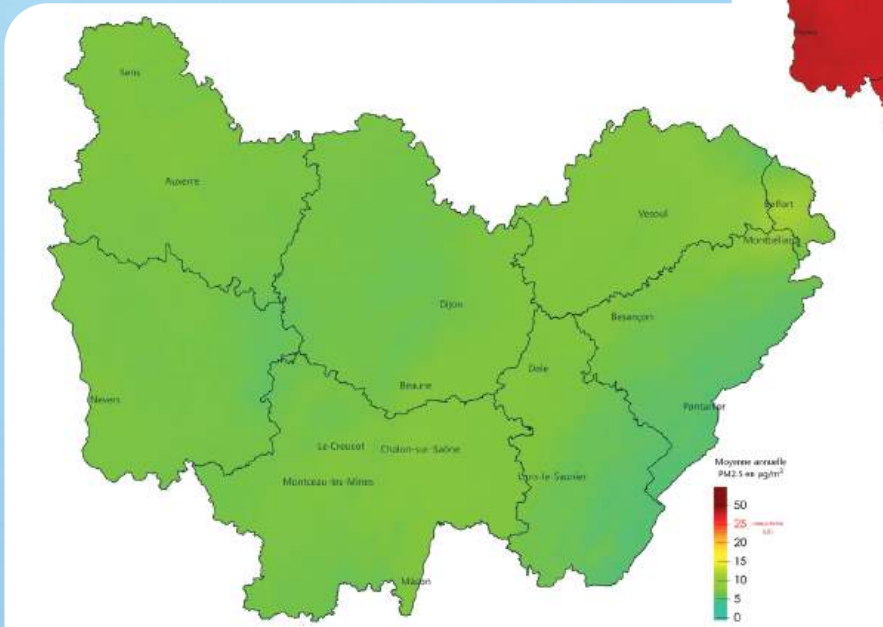 Sens
Auxerre
Vesoul
Belfort
Montbéliard
Dijon
Besançon
Dole
Beaune
Nevers
Pontarlier
Le Creusot
Chalon-sur-Saône
Lons-le-Saunier
Montceau-les-Mines
Mâcon
Moyenne annuelle
PM2.5 en µg/m³
50
25
20
15
10
5
0